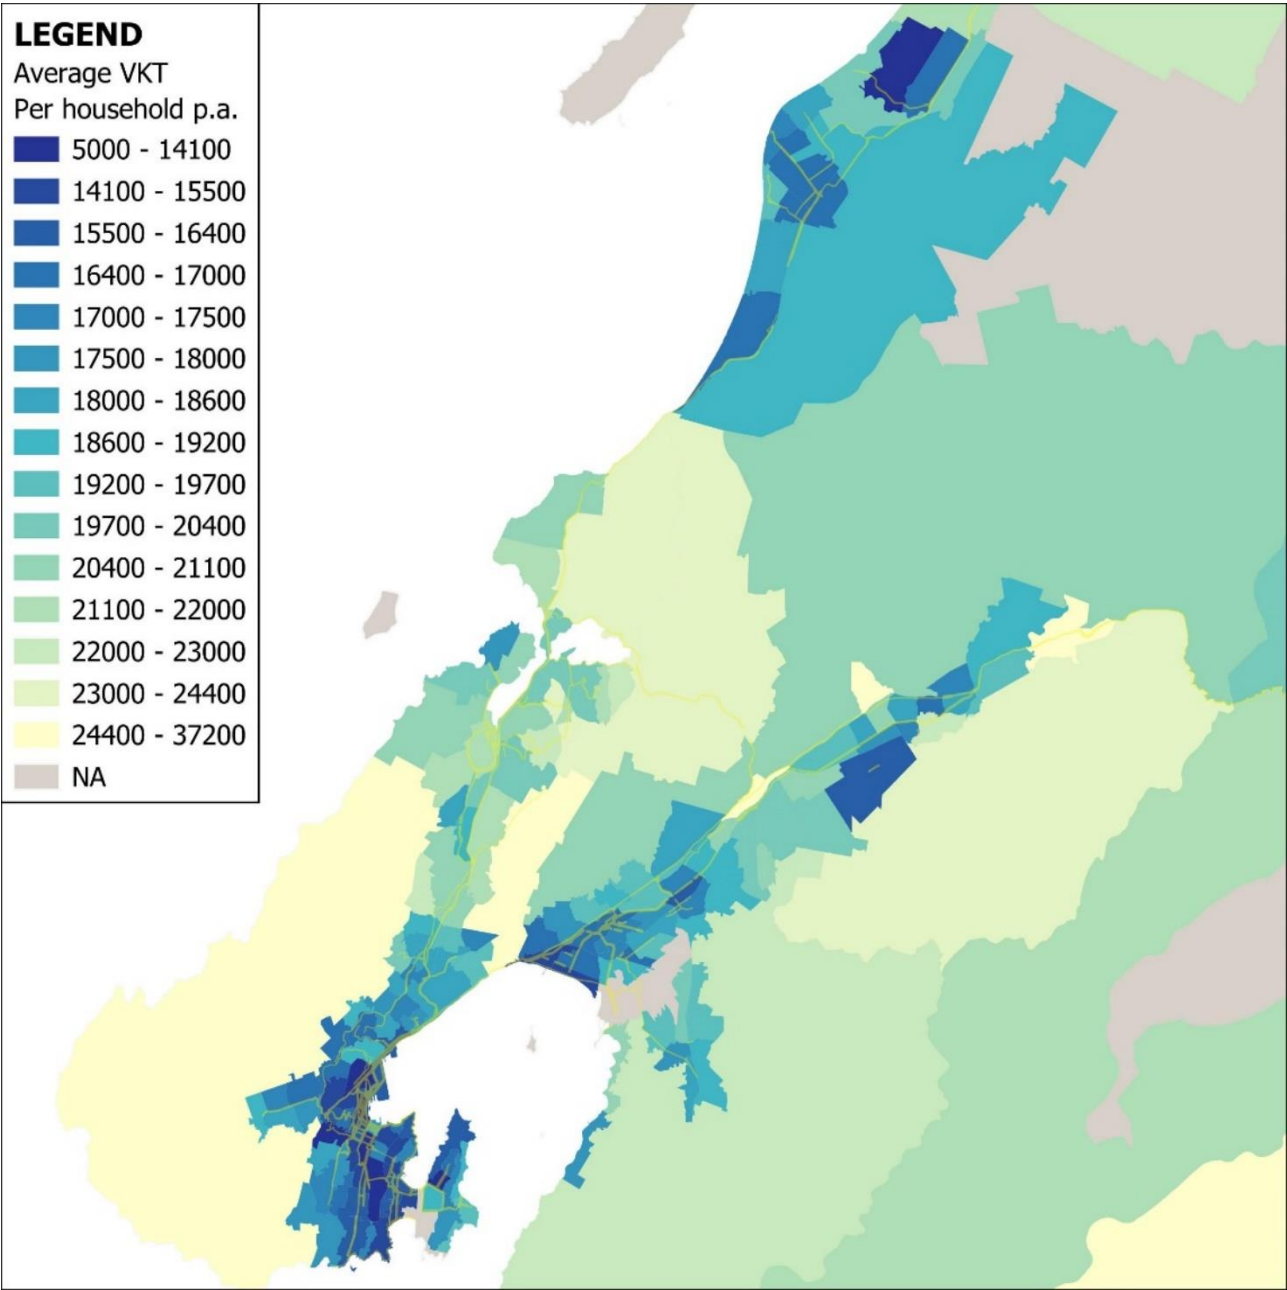 LEGEND
Average VKT
Per household p.a.
5000 - 14100
14100 - 15500
15500 - 16400
16400 - 17000
17000 - 17500
17500 - 18000
18000 - 18600
18600 - 19200
19200 - 19700
19700 - 20400
20400 - 21100
21100 - 22000
22000 - 23000
23000 - 24400
24400 - 37200
NA